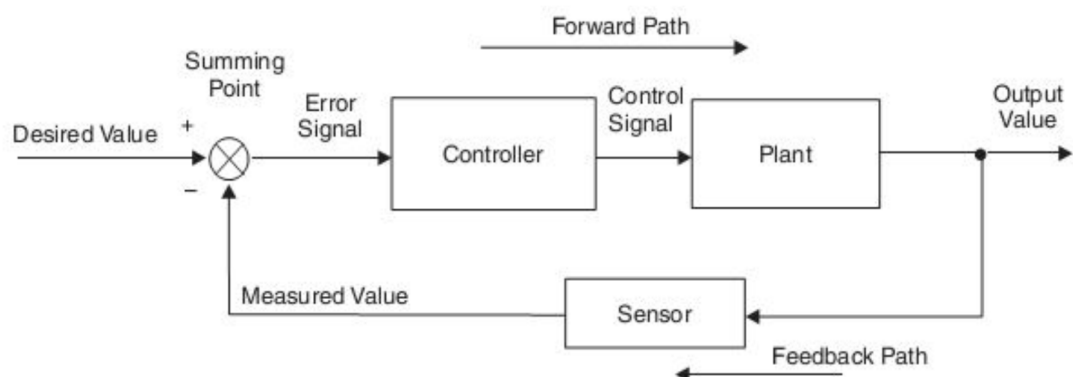 Forward Path
Summing
Point
Error
Signal
Control
Signal
Output
Value
Desired Value
+
−
Controller
Plant
Measured Value
Sensor
Feedback Path